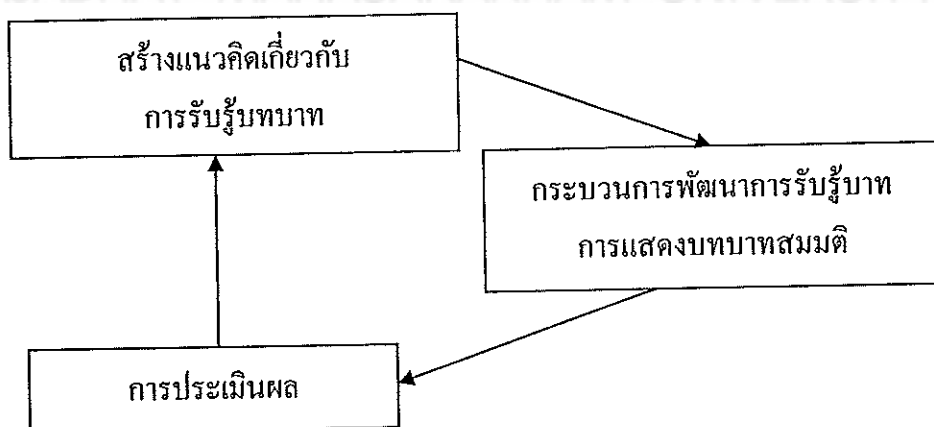 สร้างแนวคิดเกี่ยวกับ
การรับรู้บทบาท
กระบวนการพัฒนาการรับรู้บาท
การแสดงบทบาทสมมติ
การประเมินผล